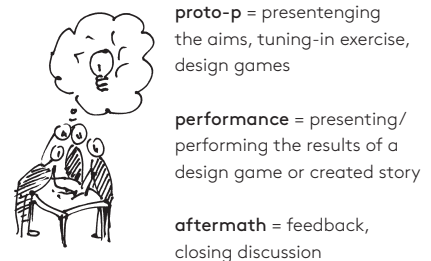 proto-p = presentenging
the aims, tuning-in exercise,
design games
performance = presenting/
performing the results of a
design game or created story
aftermath = feedback,
closing discussion